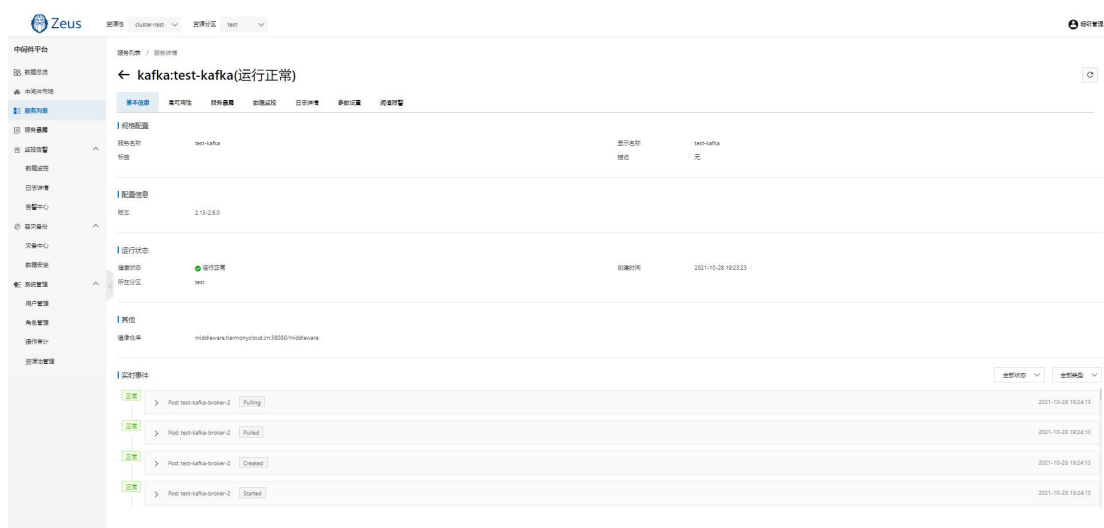 Zeus
资源池 cluster-test 资源分区 test
超级管理
中间件平台
数据总览
中间件市场
服务列表
服务暴露
监控告警
数据监控
日志详情
告警中心
容灾备份
灾备中心
数据安全
系统管理
用户管理
角色管理
操作审计
资源池管理
服务列表 / 服务详情
← kafka:test-kafka(运行正常)
基本信息 高可用性 服务暴露 数据监控 日志详情 参数设置 阈值报警
规格配置
服务名称 test-kafka 显示名称 test-kafka
标签 描述 无
配置信息
版本 2.13-2.6.0
运行状态
健康状态 运行正常 创建时间 2021-10-28 19:23:23
所在分区 test
其他
镜像仓库 middleware.harmonycloud.cn:38080/middleware
实时事件 全部状态 全部类型
正常 Pod: test-kafka-broker-2 Pulling 2021-10-28 19:24:13
正常 Pod: test-kafka-broker-2 Pulled 2021-10-28 19:24:13
正常 Pod: test-kafka-broker-2 Created 2021-10-28 19:24:13
正常 Pod: test-kafka-broker-2 Started 2021-10-28 19:24:13